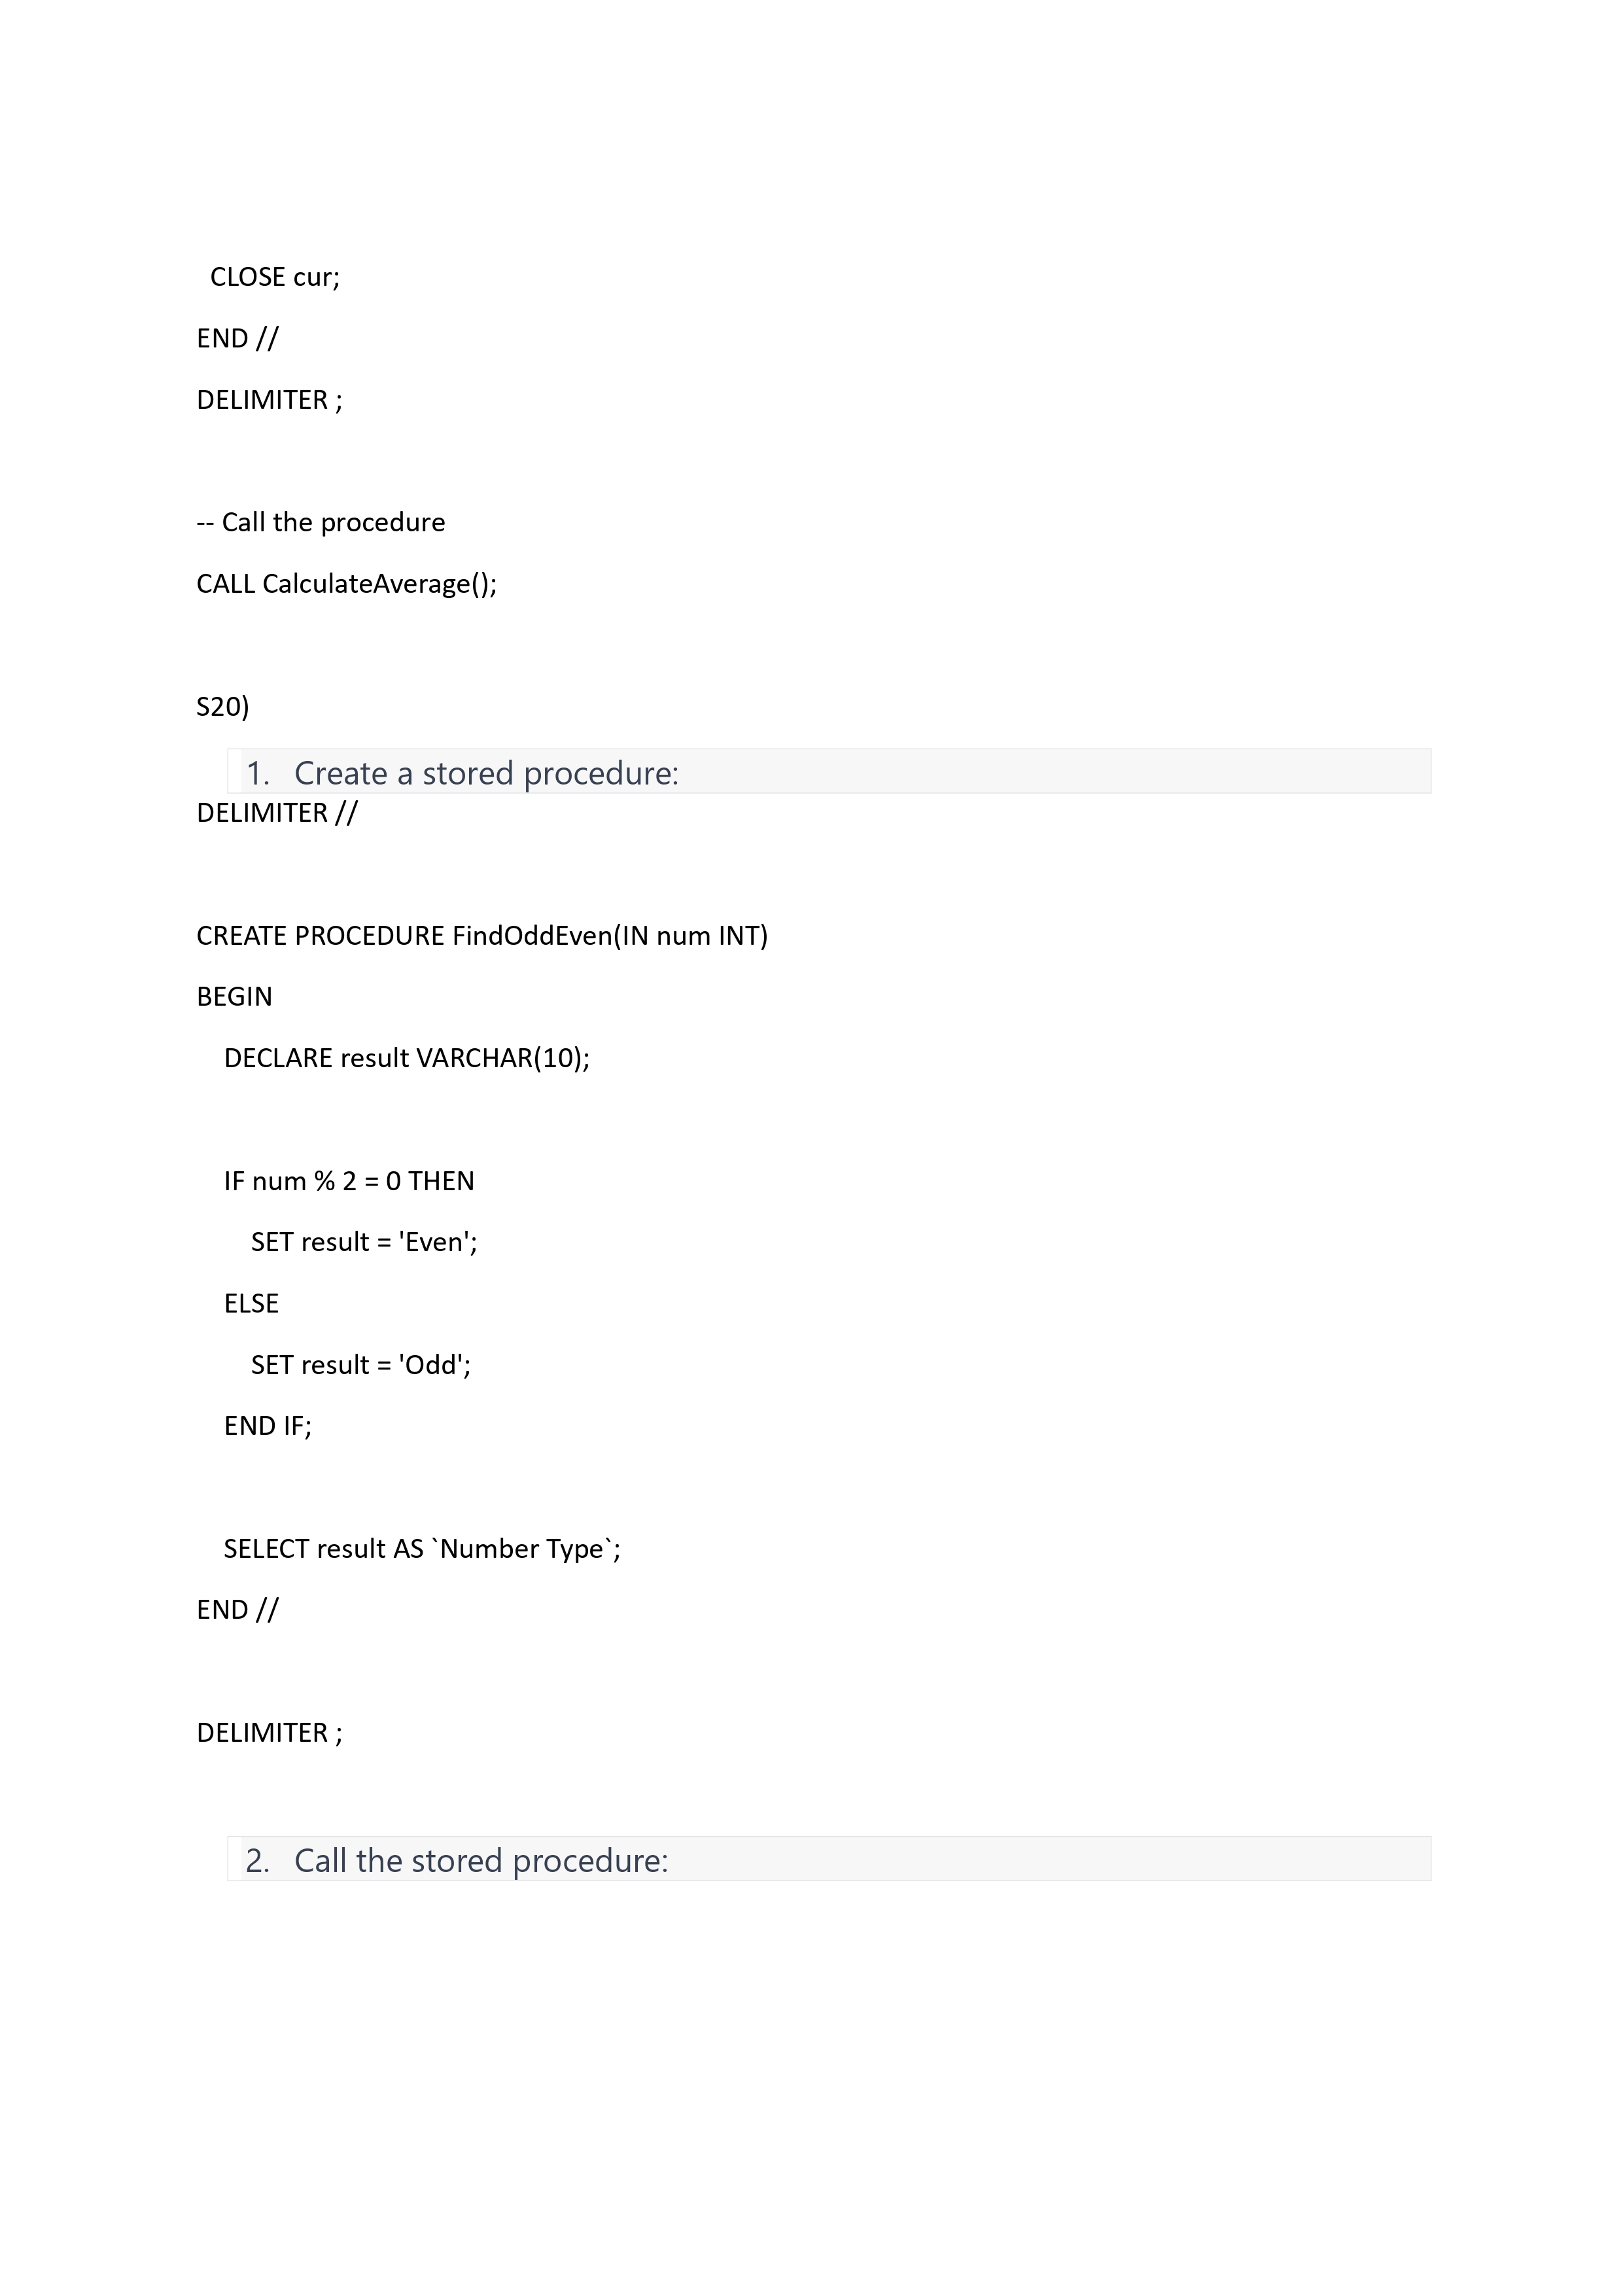 CLOSE cur;
END //
DELIMITER ;
-- Call the procedure
CALL CalculateAverage();
S20)
1. Create a stored procedure:
DELIMITER //
CREATE PROCEDURE FindOddEven(IN num INT)
BEGIN
DECLARE result VARCHAR(10);
IF num % 2 = 0 THEN
SET result = 'Even';
ELSE
SET result = 'Odd';
END IF;
SELECT result AS `Number Type`;
END //
DELIMITER ;
2. Call the stored procedure: